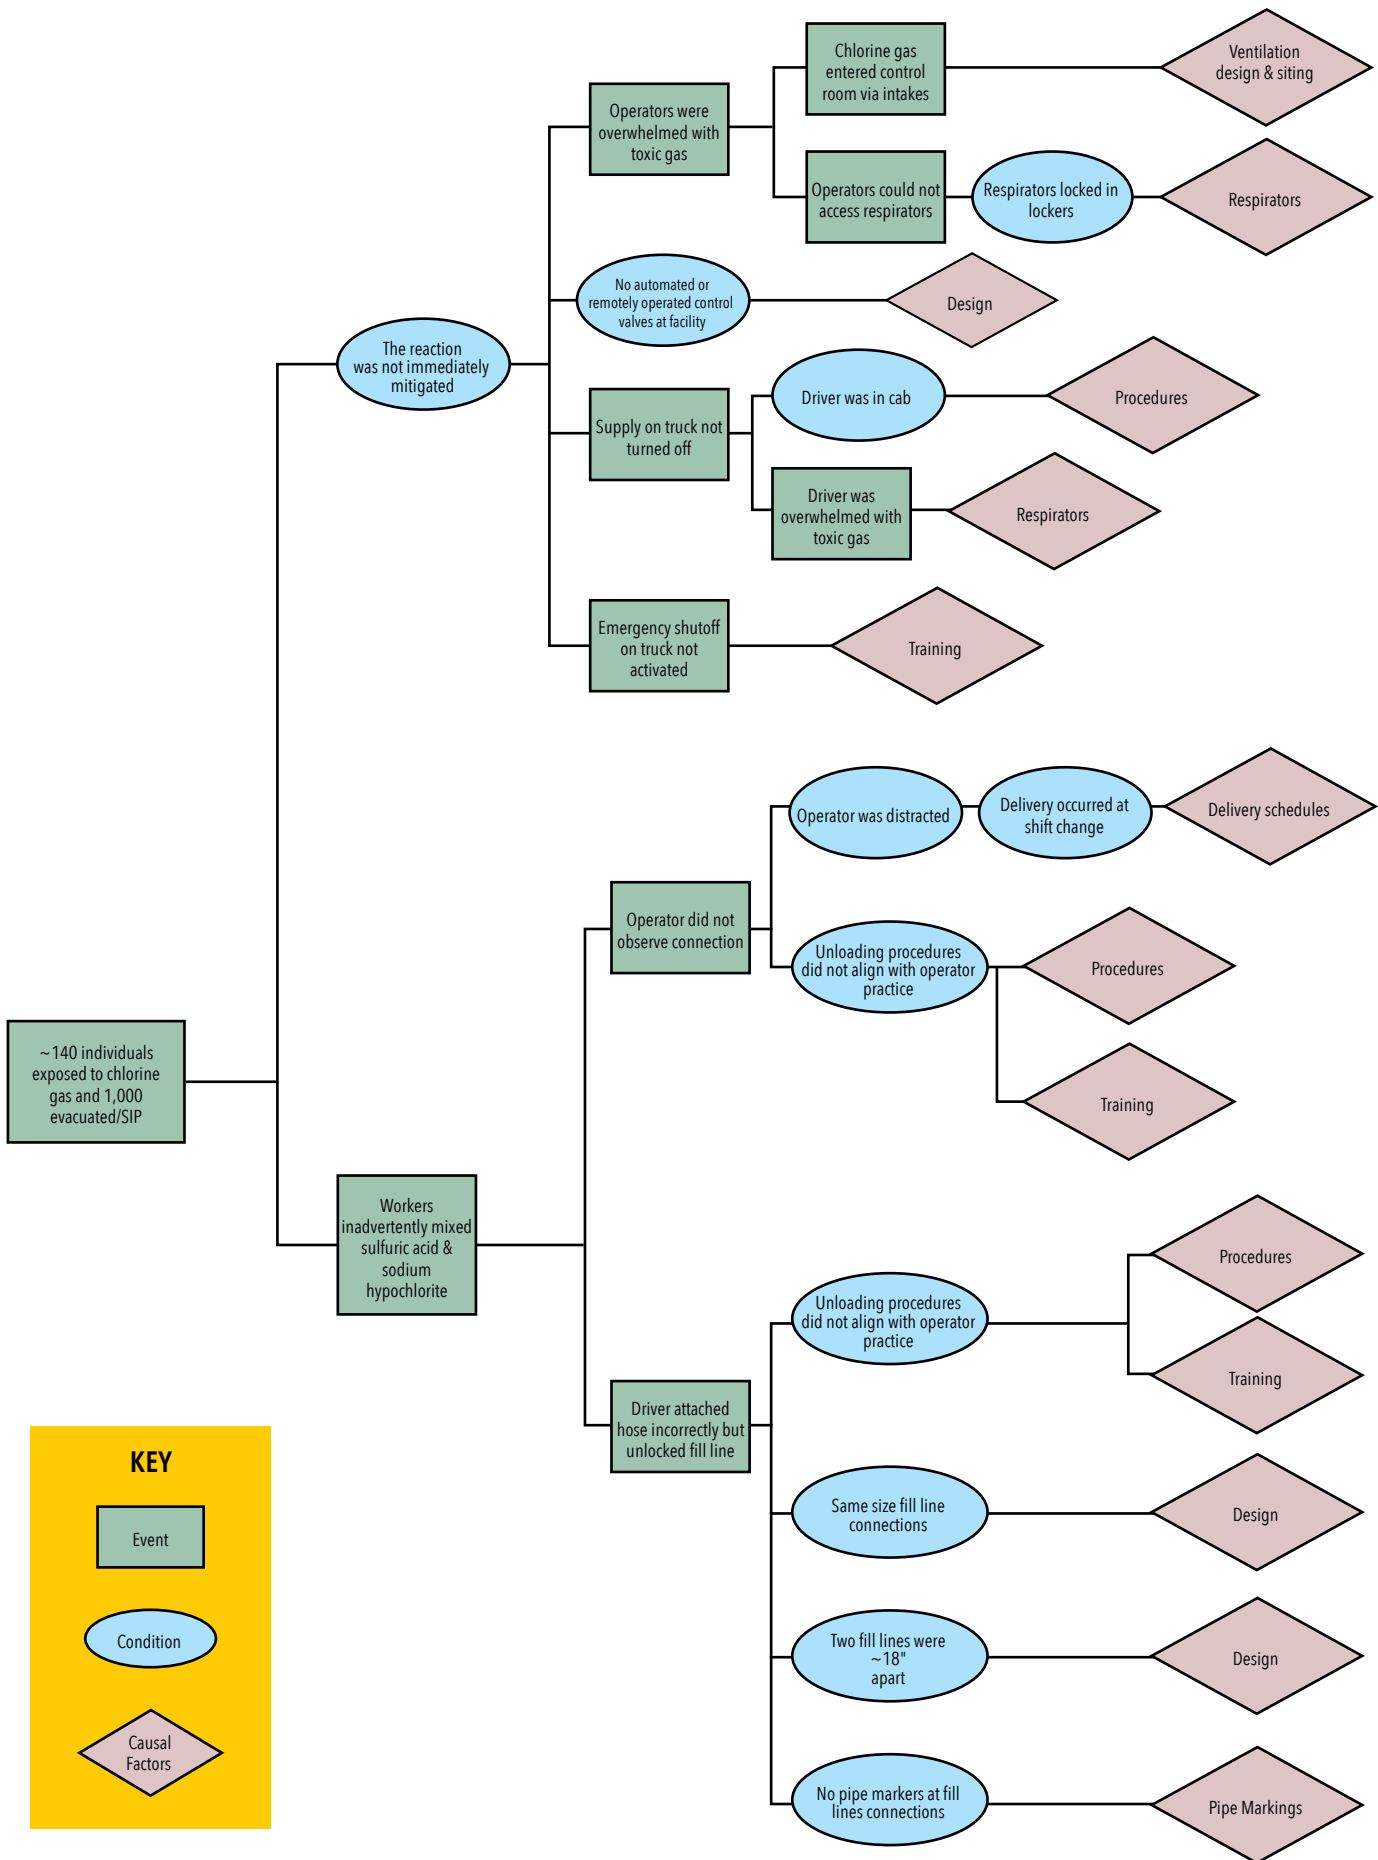 Chlorine gas
entered control
room via intakes
Ventilation
design & siting
Operators were
overwhelmed with
toxic gas
Operators could not
access respirators
Respirators locked in
lockers
Respirators
No automated or
remotely operated control
valves at facility
Design
The reaction
was not immediately
mitigated
Driver was in cab
Procedures
Supply on truck not
turned off
Driver was
overwhelmed with
toxic gas
Respirators
Emergency shutoff
on truck not
activated
Training
Operator was distracted
Delivery occurred at
shift change
Delivery schedules
Operator did not
observe connection
Unloading procedures
did not align with operator
practice
Procedures
Training
~140 individuals
exposed to chlorine
gas and 1,000
evacuated/SIP
Workers
inadvertently mixed
sulfuric acid &
sodium
hypochlorite
Procedures
Unloading procedures
did not align with operator
practice
Training
Driver attached
hose incorrectly but
unlocked fill line
Same size fill line
connections
Design
Two fill lines were
~18"
apart
Design
No pipe markers at fill
lines connections
Pipe Markings
KEY
Event
Condition
Causal
Factors